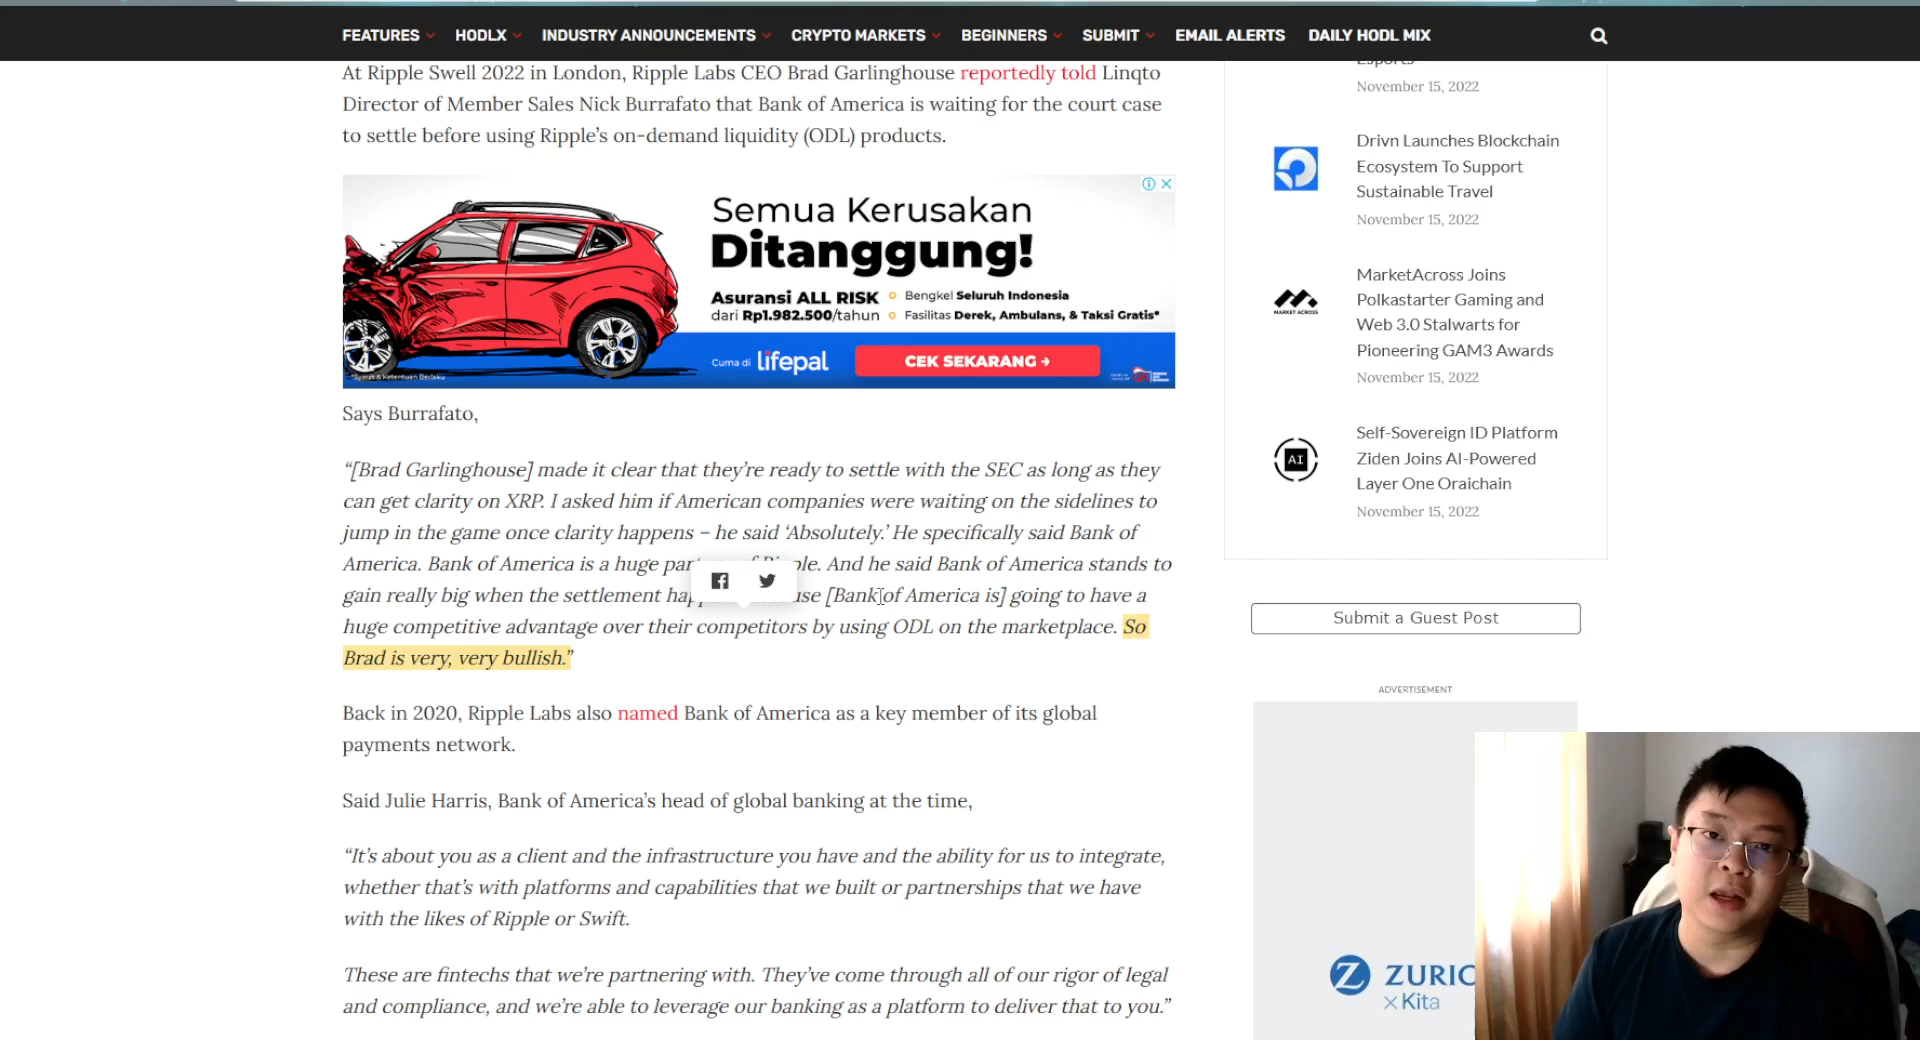 FEATURES
HODLX
INDUSTRY ANNOUNCEMENTS
CRYPTO MARKETS
BEGINNERS
SUBMIT
EMAIL ALERTS
DAILY HODL MIX
At Ripple Swell 2022 in London, Ripple Labs CEO Brad Garlinghouse reportedly told Linqto
Director of Member Sales Nick Burrafato that Bank of America is waiting for the court case
to settle before using Ripple's on-demand liquidity (ODL) products.
Semua Kerusakan
Ditanggung!
Asuransi ALL RISK
dari Rp1.982.500/tahun
Bengkel Seluruh Indonesia
Fasilitas Derek, Ambulans, & Taksi Gratis*
*Syarat & Ketentuan Berlaku
Cuma di lifepal
CEK SEKARANG →
Says Burrafato,
“[Brad Garlinghouse] made it clear that they’re ready to settle with the SEC as long as they
can get clarity on XRP. I asked him if American companies were waiting on the sidelines to
jump in the game once clarity happens – he said ‘Absolutely.’ He specifically said Bank of
America. Bank of America is a huge par of Ripple. And he said Bank of America stands to
gain really big when the settlement hap use [Bank of America is] going to have a
huge competitive advantage over their competitors by using ODL on the marketplace. So
Brad is very, very bullish.”
Back in 2020, Ripple Labs also named Bank of America as a key member of its global
payments network.
Said Julie Harris, Bank of America’s head of global banking at the time,
“It’s about you as a client and the infrastructure you have and the ability for us to integrate,
whether that’s with platforms and capabilities that we built or partnerships that we have
with the likes of Ripple or Swift.
These are fintechs that we’re partnering with. They’ve come through all of our rigor of legal
and compliance, and we’re able to leverage our banking as a platform to deliver that to you.”
Esports
November 15, 2022
Drivn Launches Blockchain
Ecosystem To Support
Sustainable Travel
November 15, 2022
MARKET ACROSS
MarketAcross Joins
Polkastarter Gaming and
Web 3.0 Stalwarts for
Pioneering GAM3 Awards
November 15, 2022
AI
Self-Sovereign ID Platform
Ziden Joins AI-Powered
Layer One Oraichain
November 15, 2022
Submit a Guest Post
ADVERTISEMENT
Z ZURIC
× Kita